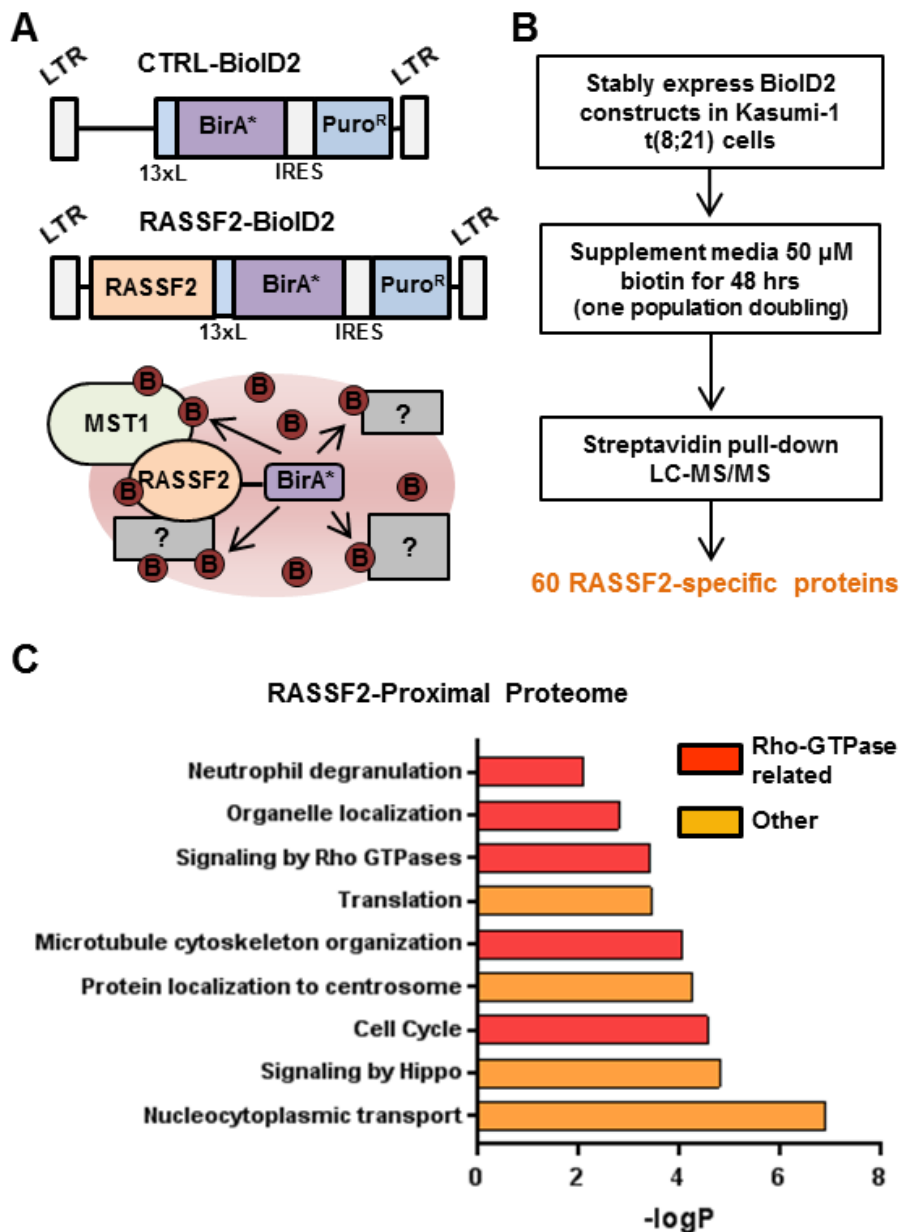 A
CTRL-BioID2
LTR
LTR
BirA*
Puro^R
13xL
IRES
RASSF2-BioID2
LTR
LTR
RASSF2
BirA*
Puro^R
13xL
IRES
B
B
B
B
B
MST1
?
RASSF2
BirA*
B
B
?
?
B
B
B
B
B
Stably express BioID2
constructs in Kasumi-1
t(8;21) cells
Supplement media 50 µM
biotin for 48 hrs
(one population doubling)
Streptavidin pull-down
LC-MS/MS
60 RASSF2-specific proteins
C
RASSF2-Proximal Proteome
Rho-GTPase
related
Other
Neutrophil degranulation
Organelle localization
Signaling by Rho GTPases
Translation
Microtubule cytoskeleton organization
Protein localization to centrosome
Cell Cycle
Signaling by Hippo
Nucleocytoplasmic transport
0
2
4
6
8
-logP